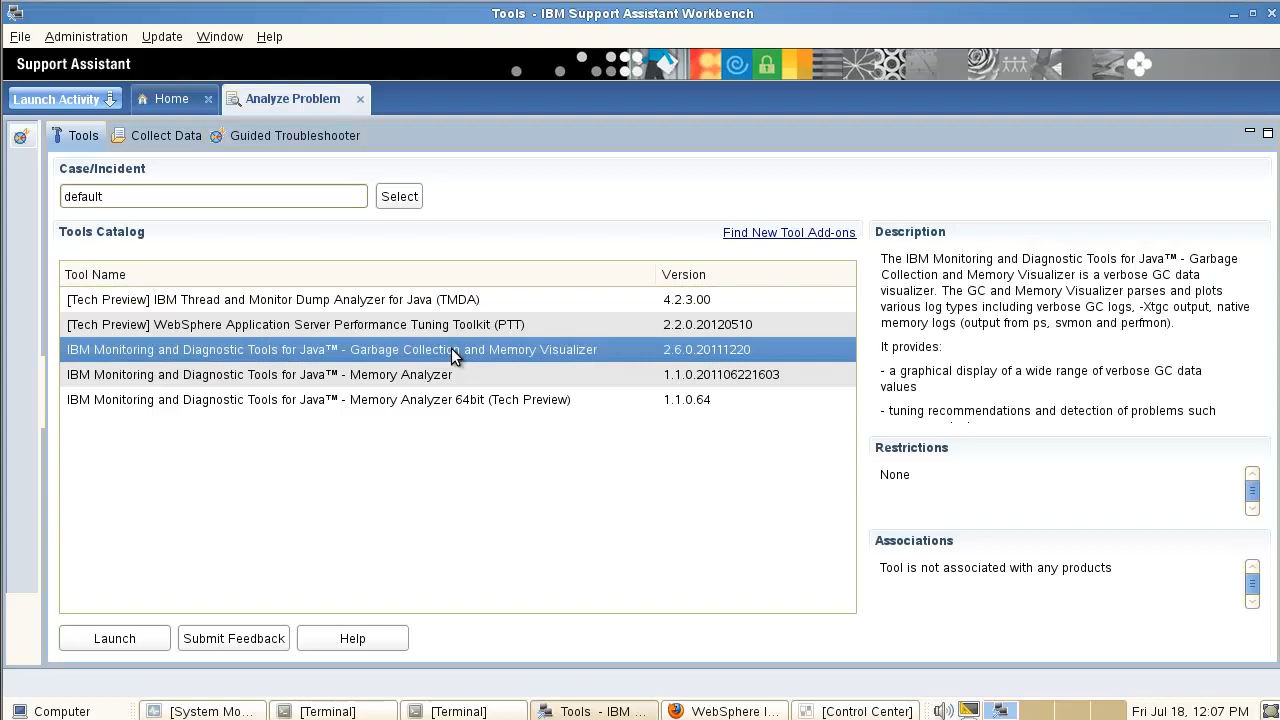 Tools - IBM Support Assistant Workbench
File Administration Update Window Help
Support Assistant
Launch Activity Home Analyze Problem
Tools Collect Data Guided Troubleshooter
Case/Incident
default Select
Tools Catalog Find New Tool Add-ons
Tool Name Version
[Tech Preview] IBM Thread and Monitor Dump Analyzer for Java (TMDA) 4.2.3.00
[Tech Preview] WebSphere Application Server Performance Tuning Toolkit (PTT) 2.2.0.20120510
IBM Monitoring and Diagnostic Tools for Java™ - Garbage Collection and Memory Visualizer 2.6.0.20111220
IBM Monitoring and Diagnostic Tools for Java™ - Memory Analyzer 1.1.0.201106221603
IBM Monitoring and Diagnostic Tools for Java™ - Memory Analyzer 64bit (Tech Preview) 1.1.0.64
Launch Submit Feedback Help
Description
The IBM Monitoring and Diagnostic Tools for Java™ - Garbage
Collection and Memory Visualizer is a verbose GC data
visualizer. The GC and Memory Visualizer parses and plots
various log types including verbose GC logs, -Xtgc output, native
memory logs (output from ps, svmon and perfmon).
It provides:
- a graphical display of a wide range of verbose GC data
values
- tuning recommendations and detection of problems such
Restrictions
None
Associations
Tool is not associated with any products
Computer [System Mo... [Terminal] [Terminal] Tools - IBM ... WebSphere I... [Control Center] Fri Jul 18, 12:07 PM